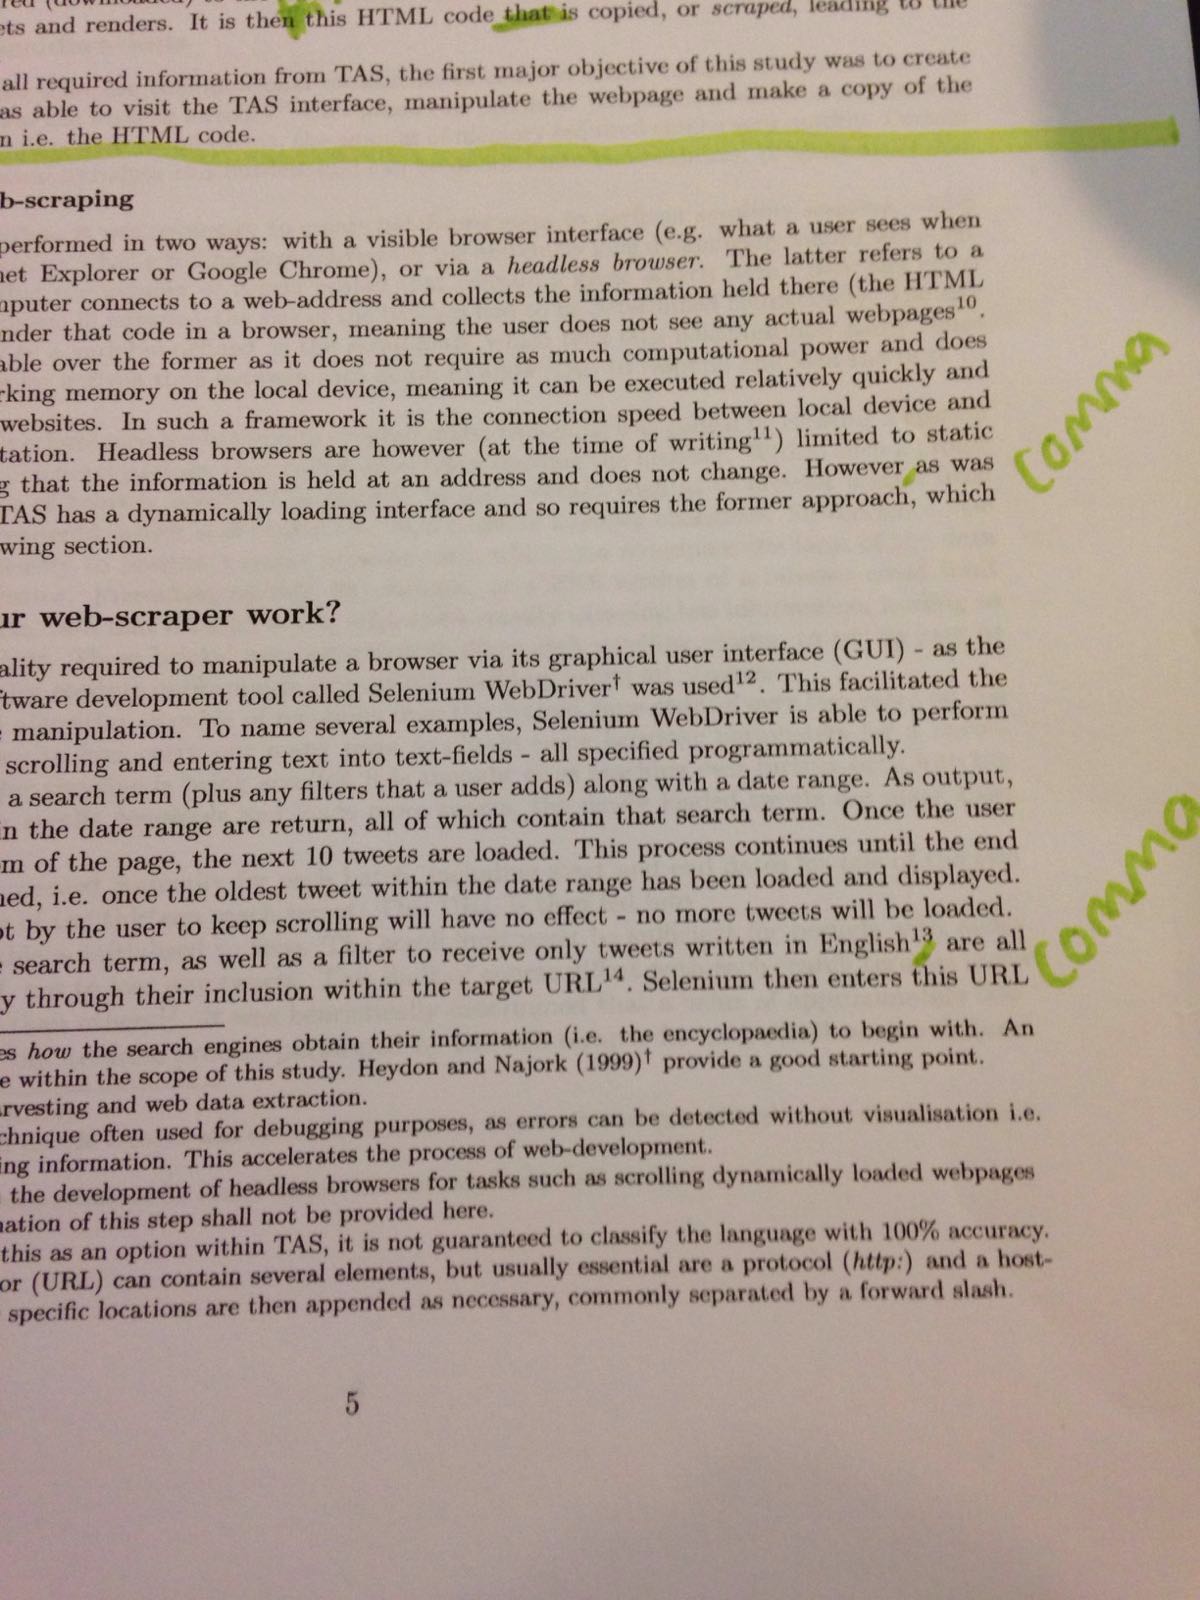 ets and renders. It is then this HTML code that is copied, or scraped, leading to the
all required information from TAS, the first major objective of this study was to create
as able to visit the TAS interface, manipulate the webpage and make a copy of the
n i.e. the HTML code.
b-scraping
performed in two ways: with a visible browser interface (e.g. what a user sees when
net Explorer or Google Chrome), or via a headless browser. The latter refers to a
mputer connects to a web-address and collects the information held there (the HTML
nder that code in a browser, meaning the user does not see any actual webpages10.
able over the former as it does not require as much computational power and does
rking memory on the local device, meaning it can be executed relatively quickly and
websites. In such a framework it is the connection speed between local device and
tation. Headless browsers are however (at the time of writing11) limited to static
g that the information is held at an address and does not change. However, as was
TAS has a dynamically loading interface and so requires the former approach, which
wing section.
comma
ur web-scraper work?
ality required to manipulate a browser via its graphical user interface (GUI) - as the
ftware development tool called Selenium WebDriver† was used12. This facilitated the
manipulation. To name several examples, Selenium WebDriver is able to perform
scrolling and entering text into text-fields - all specified programmatically.
a search term (plus any filters that a user adds) along with a date range. As output,
in the date range are return, all of which contain that search term. Once the user
om of the page, the next 10 tweets are loaded. This process continues until the end
ned, i.e. once the oldest tweet within the date range has been loaded and displayed.
pt by the user to keep scrolling will have no effect - no more tweets will be loaded.
e search term, as well as a filter to receive only tweets written in English13, are all
y through their inclusion within the target URL14. Selenium then enters this URL
comma
es how the search engines obtain their information (i.e. the encyclopaedia) to begin with. An
e within the scope of this study. Heydon and Najork (1999)† provide a good starting point.
arvesting and web data extraction.
chnique often used for debugging purposes, as errors can be detected without visualisation i.e.
ing information. This accelerates the process of web-development.
the development of headless browsers for tasks such as scrolling dynamically loaded webpages
nation of this step shall not be provided here.
this as an option within TAS, it is not guaranteed to classify the language with 100% accuracy.
or (URL) can contain several elements, but usually essential are a protocol (http:) and a host-
specific locations are then appended as necessary, commonly separated by a forward slash.
5